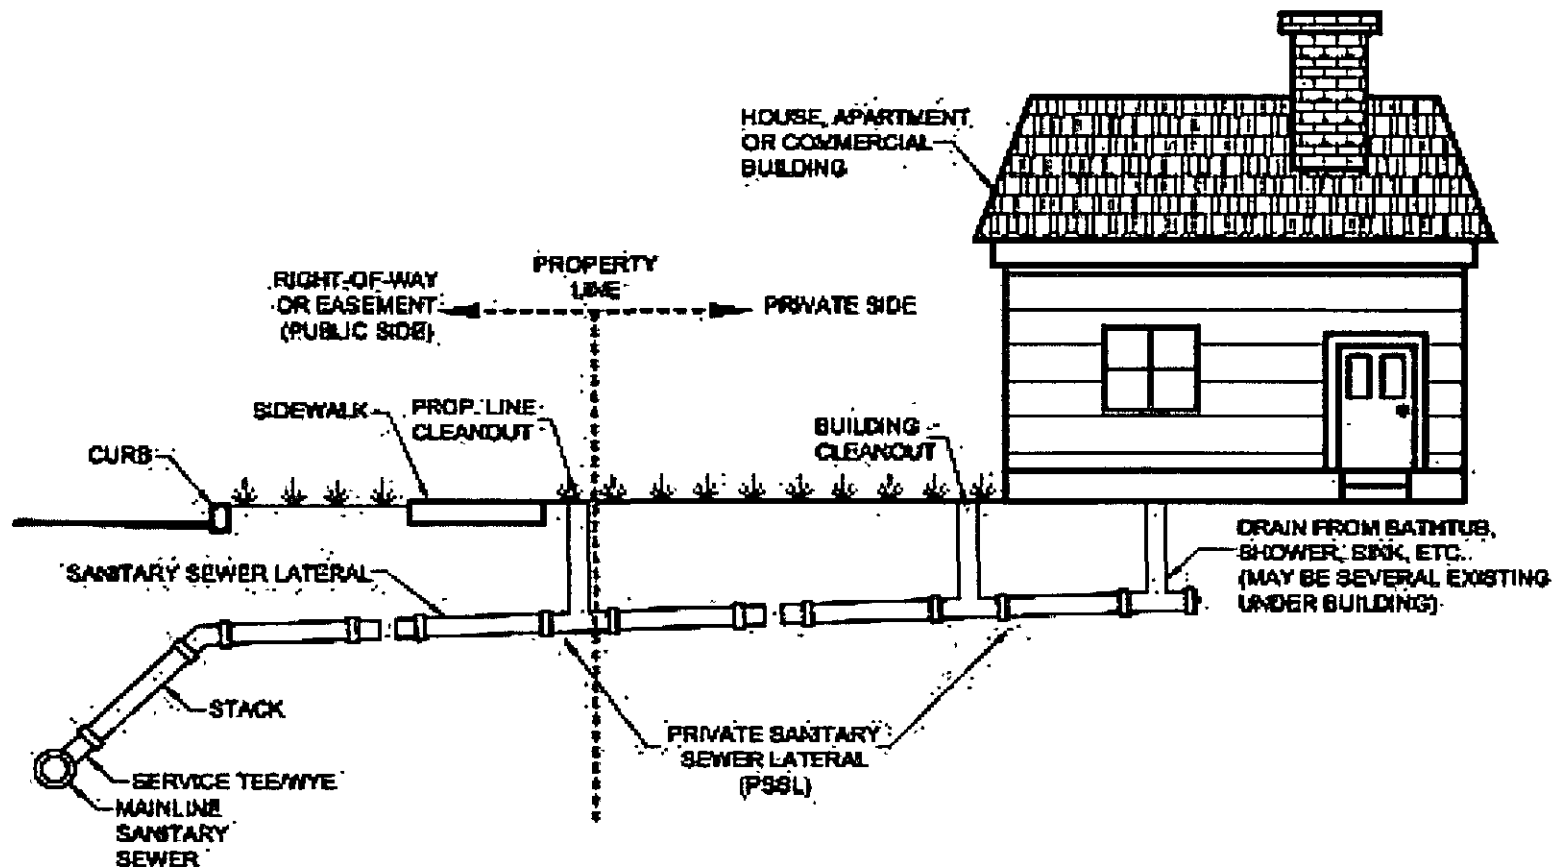 HOUSE, APARTMENT
OR COMMERCIAL
BUILDING
PROPERTY
LINE
RIGHT-OF-WAY
OR EASEMENT
(PUBLIC SIDE)
PRIVATE SIDE
SIDEWALK
PROP. LINE
CLEANOUT
BUILDING
CLEANOUT
CURB
DRAIN FROM BATHTUB,
SHOWER, SINK, ETC.
(MAY BE SEVERAL EXISTING
UNDER BUILDING)
SANITARY SEWER LATERAL
STACK
PRIVATE SANITARY
SEWER LATERAL
(PSSL)
SERVICE TEE/WYE
MAINLINE
SANITARY
SEWER